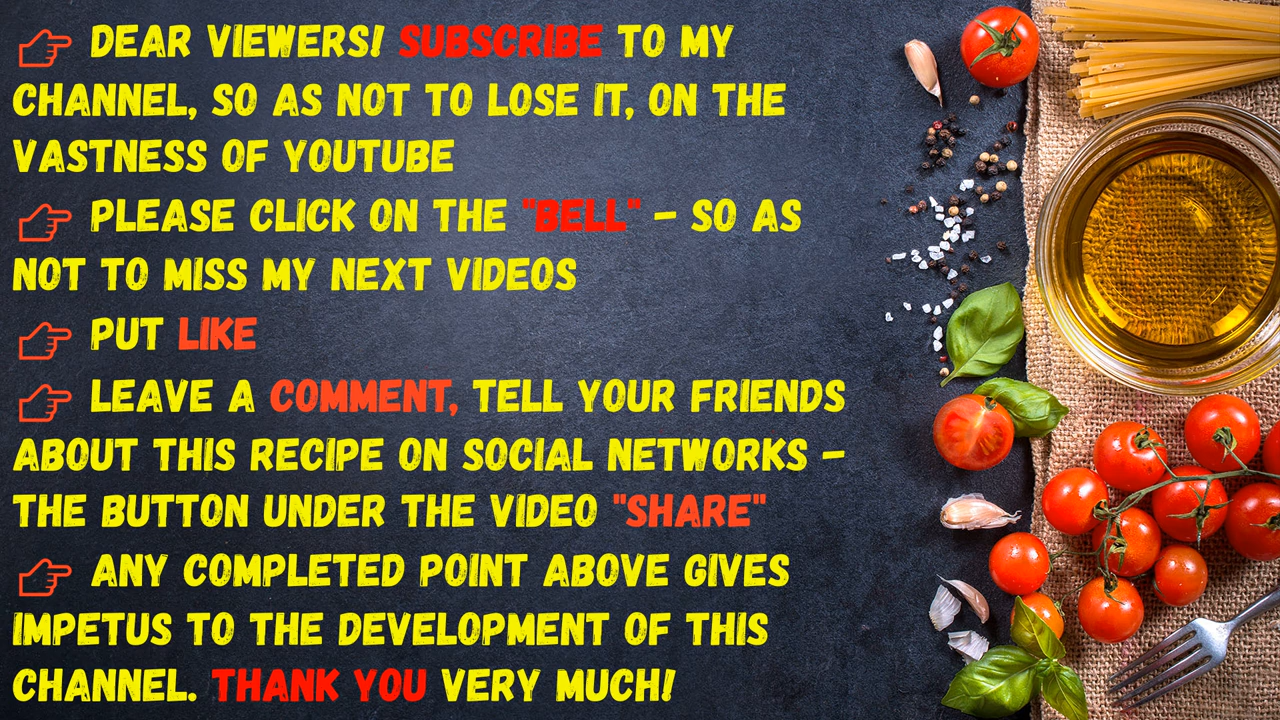 DEAR VIEWERS! SUBSCRIBE TO MY
CHANNEL, SO AS NOT TO LOSE IT, ON THE
VASTNESS OF YOUTUBE
PLEASE CLICK ON THE "BELL" - SO AS
NOT TO MISS MY NEXT VIDEOS
PUT LIKE
LEAVE A COMMENT, TELL YOUR FRIENDS
ABOUT THIS RECIPE ON SOCIAL NETWORKS -
THE BUTTON UNDER THE VIDEO "SHARE"
ANY COMPLETED POINT ABOVE GIVES
IMPETUS TO THE DEVELOPMENT OF THIS
CHANNEL. THANK YOU VERY MUCH!